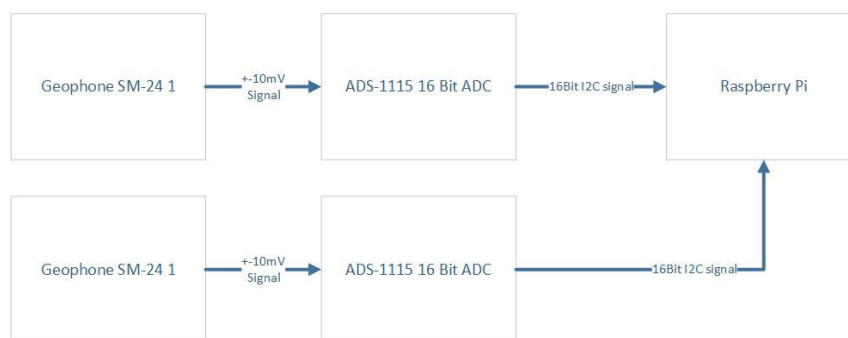 Geophone SM-24 1
+-10mV
Signal
ADS-1115 16 Bit ADC
16Bit I2C signal
Raspberry Pi
Geophone SM-24 1
+-10mV
Signal
ADS-1115 16 Bit ADC
16Bit I2C signal